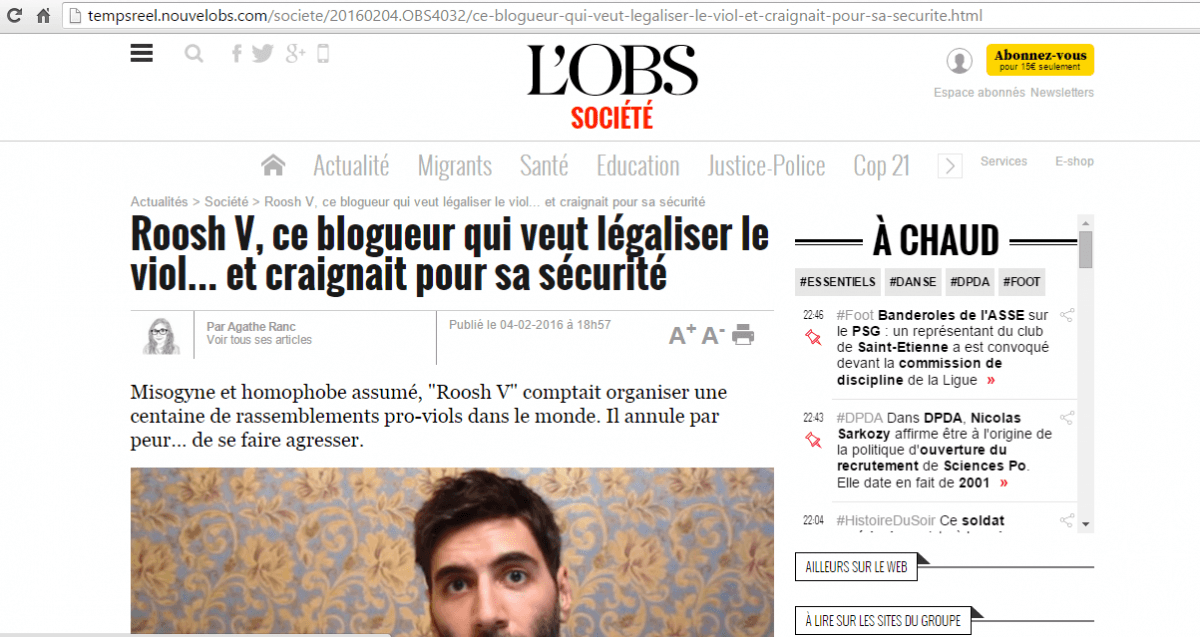 tempsreel.nouvelobs.com/societe/20160204.OBS4032/ce-blogueur-qui-veut-legaliser-le-viol-et-craignait-pour-sa-securite.html
L'OBS
SOCIÉTÉ
Abonnez-vous
pour 15€ seulement
Espace abonnés Newsletters
Actualité Migrants Santé Education Justice-Police Cop 21 Services E-shop
Actualités > Société > Roosh V, ce blogueur qui veut légaliser le viol... et craignait pour sa sécurité
Roosh V, ce blogueur qui veut légaliser le
viol... et craignait pour sa sécurité
Par Agathe Ranc
Voir tous ses articles
Publié le 04-02-2016 à 18h57
A+ A-
Misogyne et homophobe assumé, "Roosh V" comptait organiser une
centaine de rassemblements pro-viols dans le monde. Il annule par
peur... de se faire agresser.
À CHAUD
#ESSENTIELS #DANSE #DPDA #FOOT
22:46 #Foot Banderoles de l'ASSE sur
le PSG : un représentant du club
de Saint-Etienne a est convoqué
devant la commission de
discipline de la Ligue »
22:43 #DPDA Dans DPDA, Nicolas
Sarkozy affirme être à l'origine de
la politique d'ouverture du
recrutement de Sciences Po.
Elle date en fait de 2001 »
22:04 #HistoireDuSoir Ce soldat
AILLEURS SUR LE WEB
À LIRE SUR LES SITES DU GROUPE